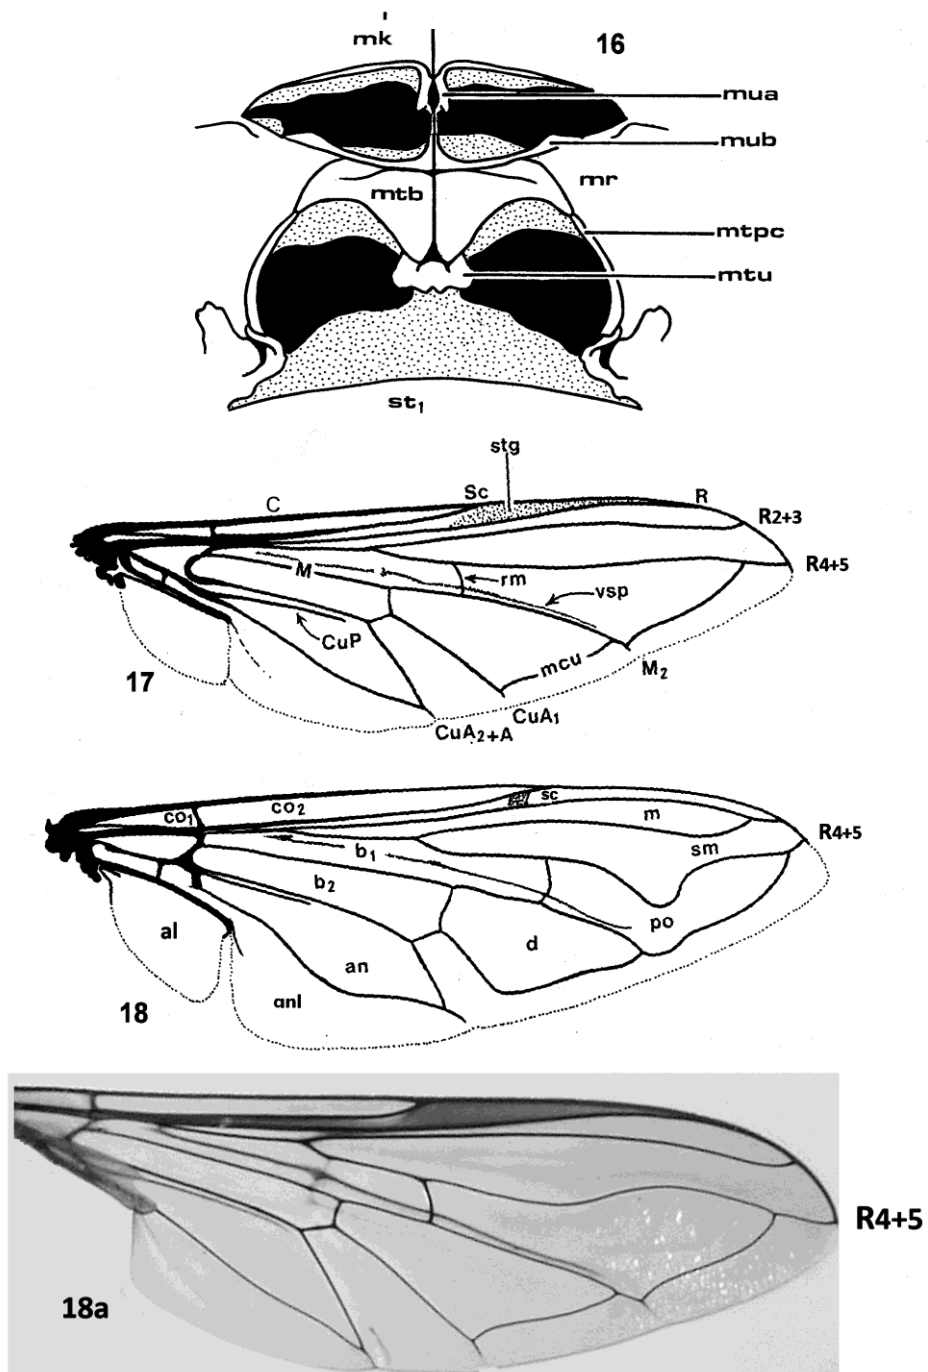 mk
16
mua
mub
mr
mtb
mtpc
mtu
st1
stg
Sc
C
R
R2+3
R4+5
M
rm
vsp
CuP
17
mcu
M2
CuA1
CuA2+A
co2
sc
co1
m
R4+5
b1
sm
b2
po
al
d
an
anl
18
R4+5
18a